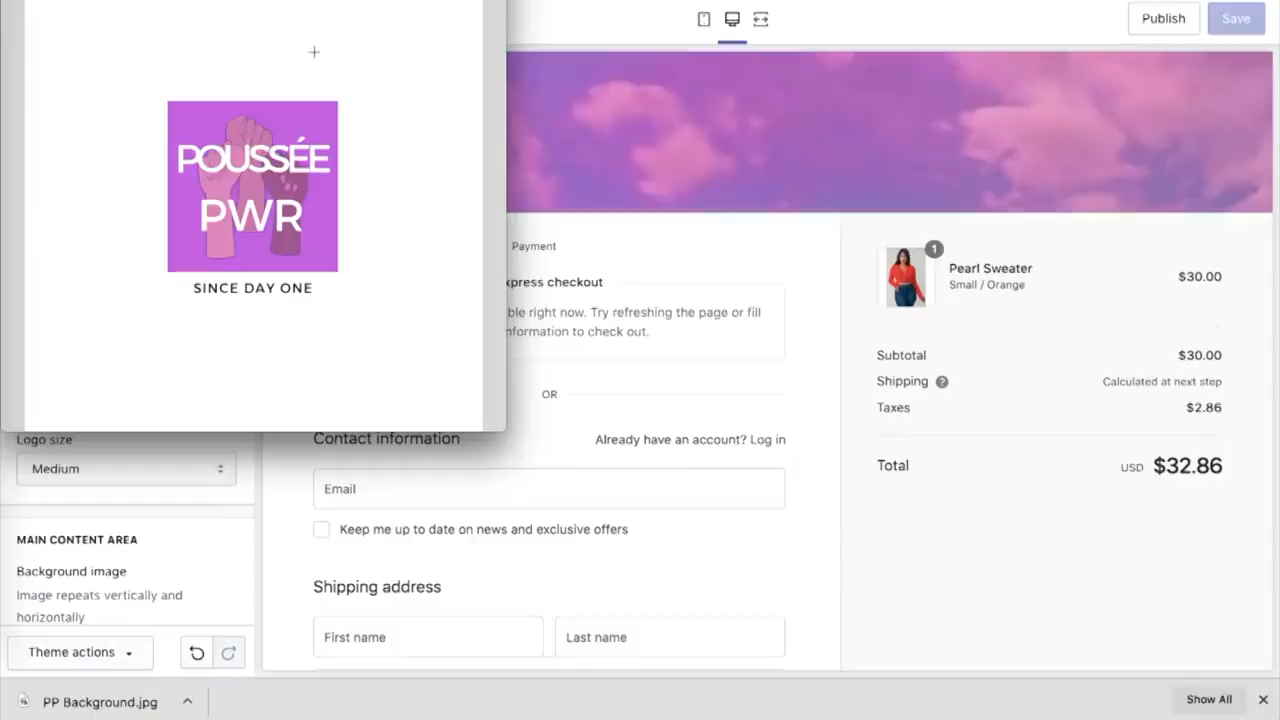 Publish
Save
POUSSÉE
PWR
SINCE DAY ONE
Payment
xpress checkout
ble right now. Try refreshing the page or fill
nformation to check out.
OR
1
Pearl Sweater
Small / Orange
$30.00
Subtotal
$30.00
Shipping ?
Calculated at next step
Taxes
$2.86
Total
USD $32.86
Logo size
Medium
Contact information
Already have an account? Log in
Email
Keep me up to date on news and exclusive offers
MAIN CONTENT AREA
Background image
Image repeats vertically and
horizontally
Shipping address
First name
Last name
Theme actions
PP Background.jpg
Show All